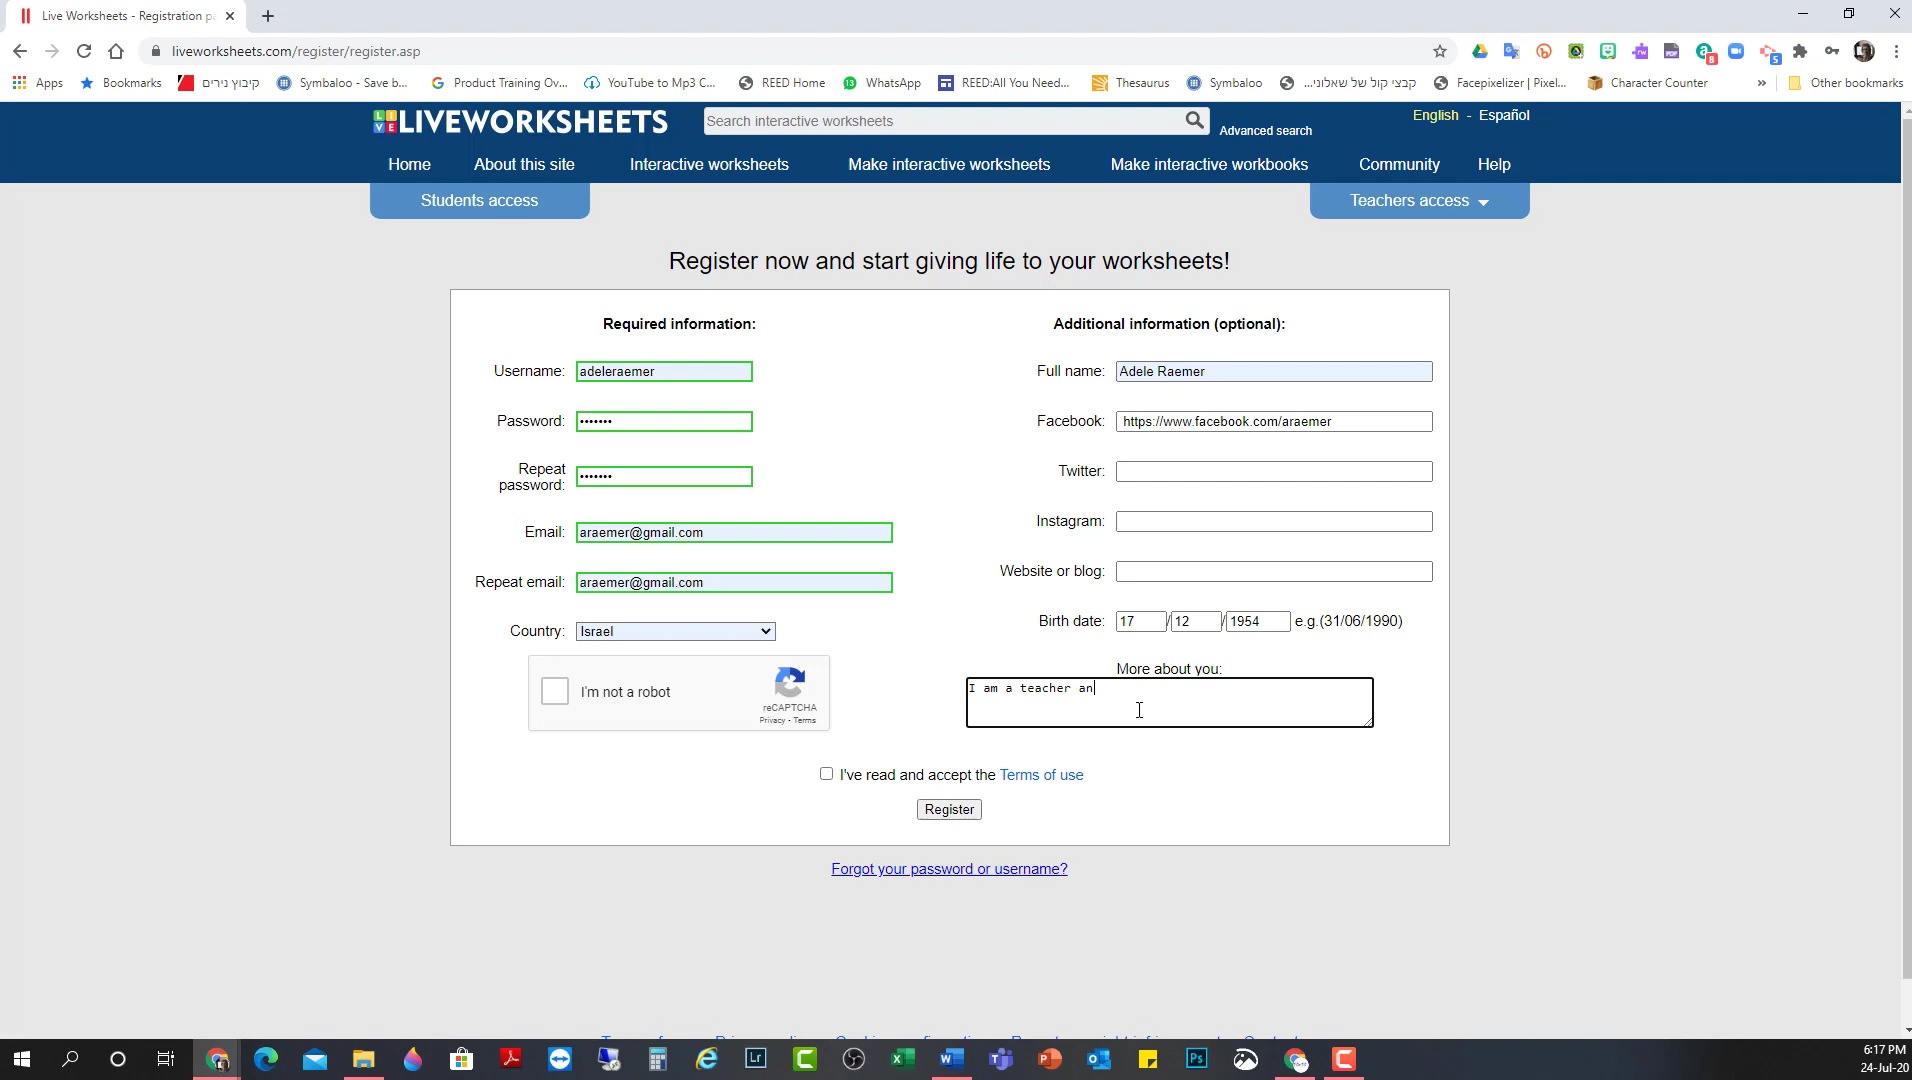 Live Worksheets - Registration pa
liveworksheets.com/register/register.asp
Apps
Bookmarks
קיבוץ נירים
Symbaloo - Save b...
Product Training Ov...
YouTube to Mp3 C...
REED Home
WhatsApp
REED:All You Need...
Thesaurus
Symbaloo
קבצי קול של שאלוני...
Facepixelizer | Pixel...
Character Counter
»
Other bookmarks
LIVEWORKSHEETS
Search interactive worksheets
Advanced search
English - Español
Home
About this site
Interactive worksheets
Make interactive worksheets
Make interactive workbooks
Community
Help
Students access
Teachers access
Register now and start giving life to your worksheets!
Required information:
Username: adeleraemer
Password: •••••••
Repeat
password: •••••••
Email: araemer@gmail.com
Repeat email: araemer@gmail.com
Country: Israel
I'm not a robot
reCAPTCHA
Privacy - Terms
Additional information (optional):
Full name: Adele Raemer
Facebook: https://www.facebook.com/araemer
Twitter:
Instagram:
Website or blog:
Birth date: 17 / 12 / 1954 e.g.(31/06/1990)
More about you:
I am a teacher an
I've read and accept the Terms of use
Register
Forgot your password or username?
6:17 PM
24-Jul-20